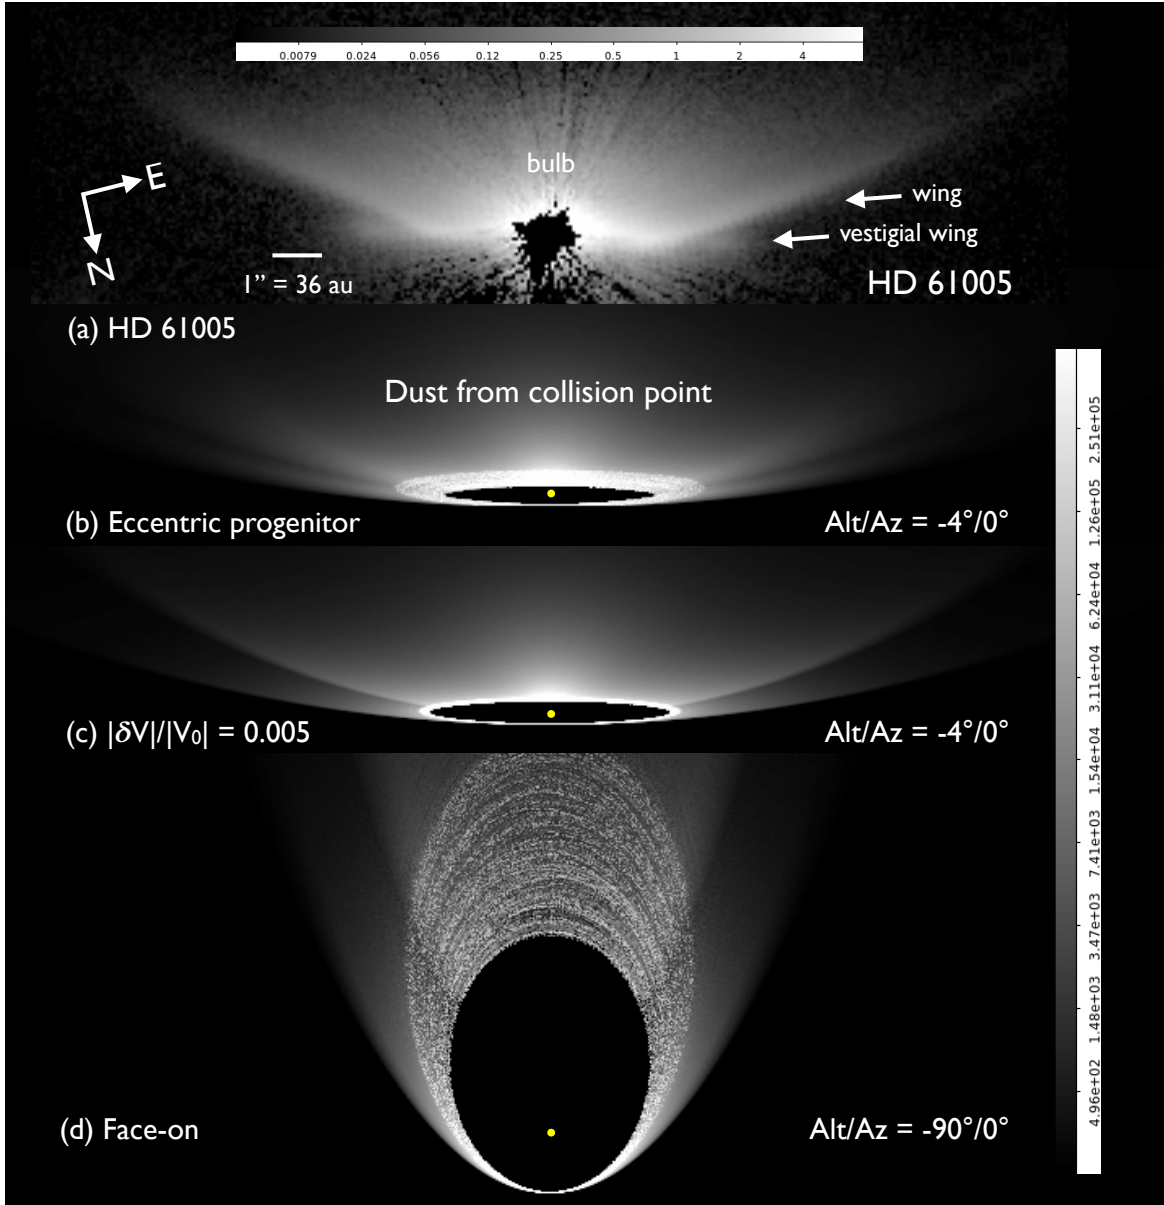 0.0079 0.024 0.056 0.12 0.25 0.5 1 2 4
bulb
E
wing
vestigial wing
N
1” = 36 au
HD 61005
(a) HD 61005
Dust from collision point
(b) Eccentric progenitor
Alt/Az = -4°/0°
(c) |δV|/|V₀| = 0.005
Alt/Az = -4°/0°
(d) Face-on
Alt/Az = -90°/0°
4.96e+02 1.48e+03 3.47e+03 7.41e+03 1.54e+04 3.11e+04 6.24e+04 1.26e+05 2.51e+05